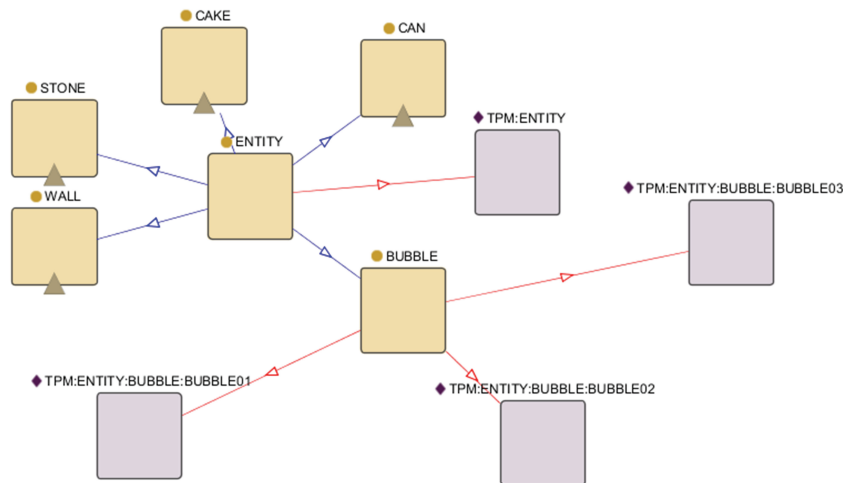 CAKE
CAN
STONE
TPM:ENTITY
ENTITY
TPM:ENTITY:BUBBLE:BUBBLE03
WALL
BUBBLE
TPM:ENTITY:BUBBLE:BUBBLE01
TPM:ENTITY:BUBBLE:BUBBLE02